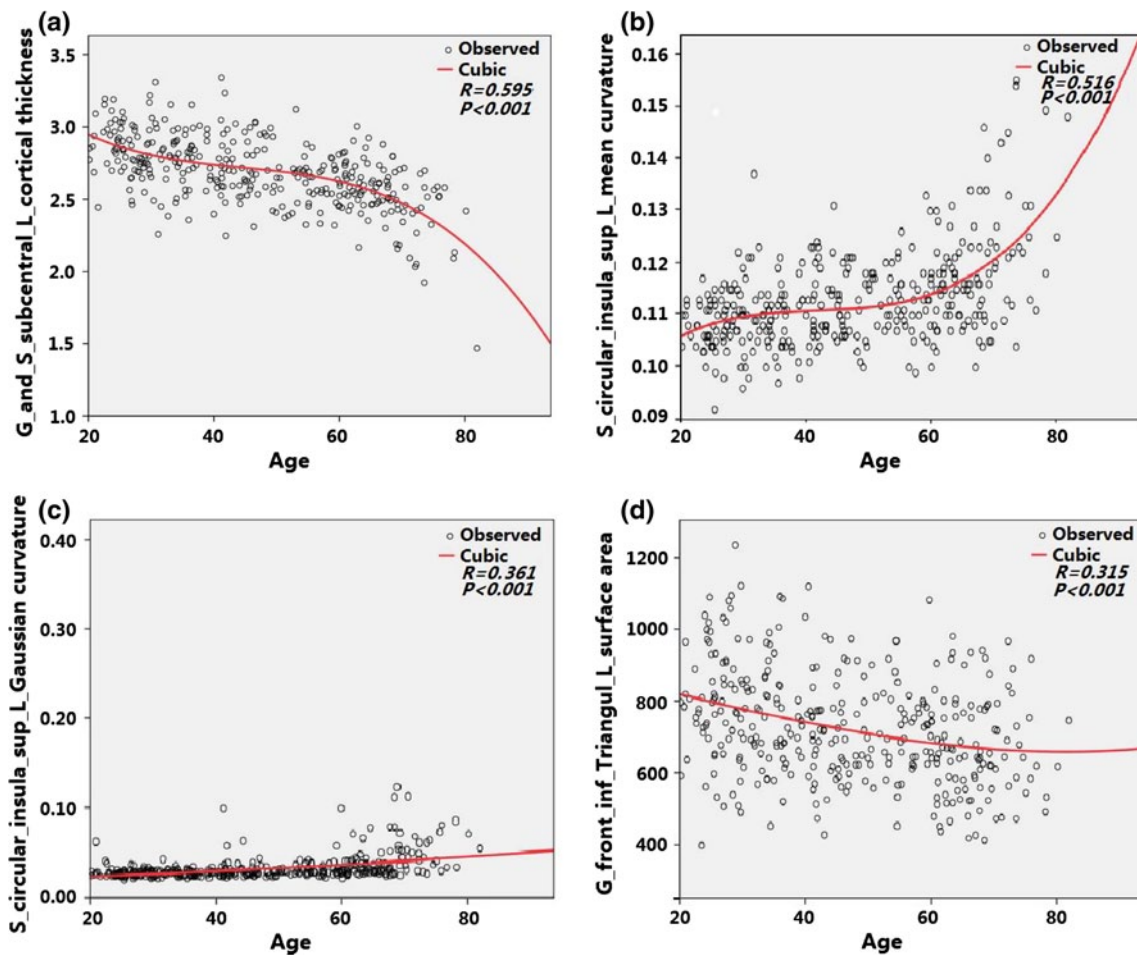 (a)
G_and_S_subcentral_L_cortical thickness
3.5
3.0
2.5
2.0
1.5
1.0
Observed
Cubic
R=0.595
P<0.001
20 40 60 80
Age
(b)
S_circular_insula_sup_L_mean curvature
0.16
0.15
0.14
0.13
0.12
0.11
0.10
0.09
Observed
Cubic
R=0.516
P<0.001
20 40 60 80
Age
(c)
S_circular_insula_sup_L_Gaussian curvature
0.40
0.30
0.20
0.10
0.00
Observed
Cubic
R=0.361
P<0.001
20 40 60 80
Age
(d)
G_front_inf_Triangul_L_surface area
1200
1000
800
600
400
Observed
Cubic
R=0.315
P<0.001
20 40 60 80
Age